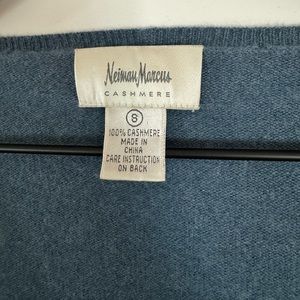 Neiman Marcus
CASHMERE
S
100% CASHMERE
MADE IN
CHINA
CARE INSTRUCTION
ON BACK